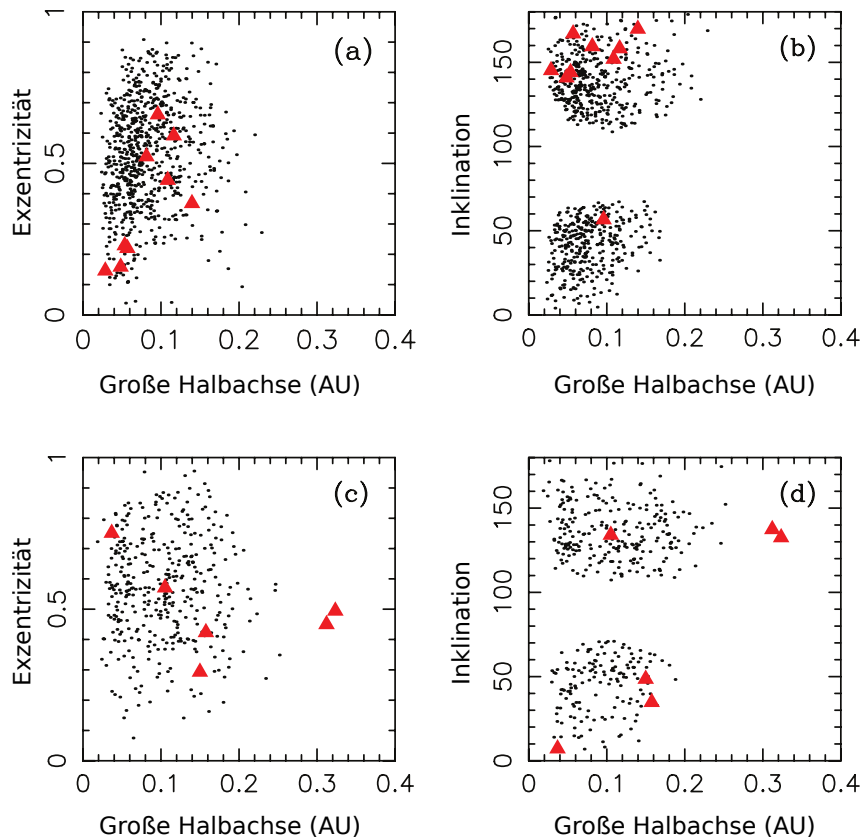 1
0.5
0
Exzentrizität
(a)
0 0.1 0.2 0.3 0.4
Große Halbachse (AU)
150
100
50
0
Inklination
(b)
0 0.1 0.2 0.3 0.4
Große Halbachse (AU)
1
0.5
0
Exzentrizität
(c)
0 0.1 0.2 0.3 0.4
Große Halbachse (AU)
150
100
50
0
Inklination
(d)
0 0.1 0.2 0.3 0.4
Große Halbachse (AU)